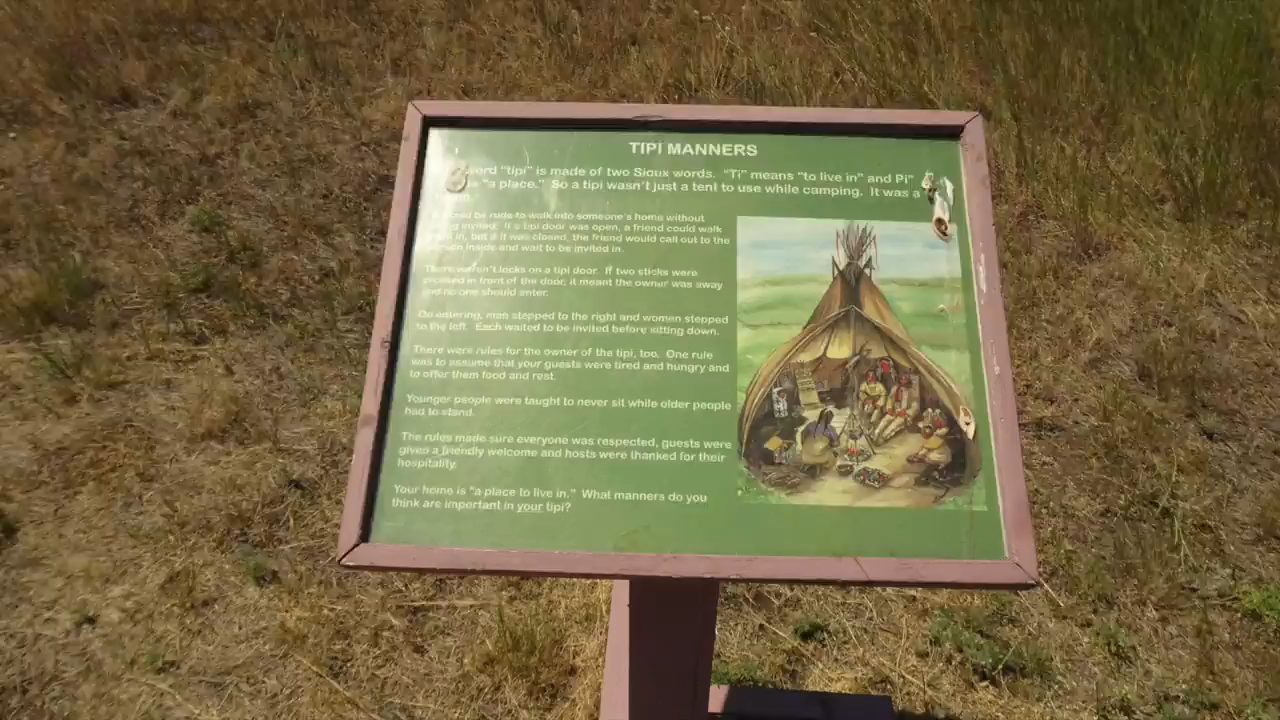 TIPI MANNERS
ord "tipi" is made of two Sioux words. "Ti" means "to live in" and Pi"
"a place." So a tipi wasn't just a tent to use while camping. It was a
would be rude to walk into someone's home without
invited. If a tipi door was open, a friend could walk
in, but if it was closed, the friend would call out to the
person inside and wait to be invited in.
There weren't locks on a tipi door. If two sticks were
crossed in front of the door, it meant the owner was away
and no one should enter.
On entering, men stepped to the right and women stepped
to the left. Each waited to be invited before sitting down.
There were rules for the owner of the tipi, too. One rule
was to assume that your guests were tired and hungry and
to offer them food and rest.
Younger people were taught to never sit while older people
had to stand.
The rules made sure everyone was respected, guests were
given a friendly welcome and hosts were thanked for their
hospitality.
Your home is "a place to live in." What manners do you
think are important in your tipi?